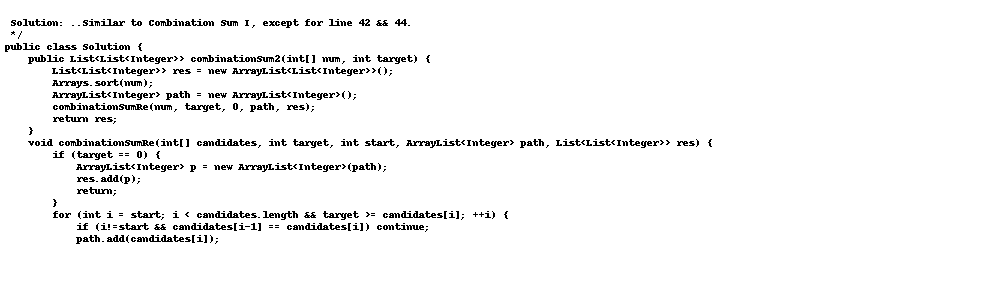 Solution: ..Similar to Combination Sum I, except for line 42 && 44.
*/
public class Solution {
    public List<List<Integer>> combinationSum2(int[] num, int target) {
        List<List<Integer>> res = new ArrayList<List<Integer>>();
        Arrays.sort(num);
        ArrayList<Integer> path = new ArrayList<Integer>();
        combinationSumRe(num, target, 0, path, res);
        return res;
    }
    void combinationSumRe(int[] candidates, int target, int start, ArrayList<Integer> path, List<List<Integer>> res) {
        if (target == 0) {
            ArrayList<Integer> p = new ArrayList<Integer>(path);
            res.add(p);
            return;
        }
        for (int i = start; i < candidates.length && target >= candidates[i]; ++i) {
            if (i!=start && candidates[i-1] == candidates[i]) continue;
            path.add(candidates[i]);